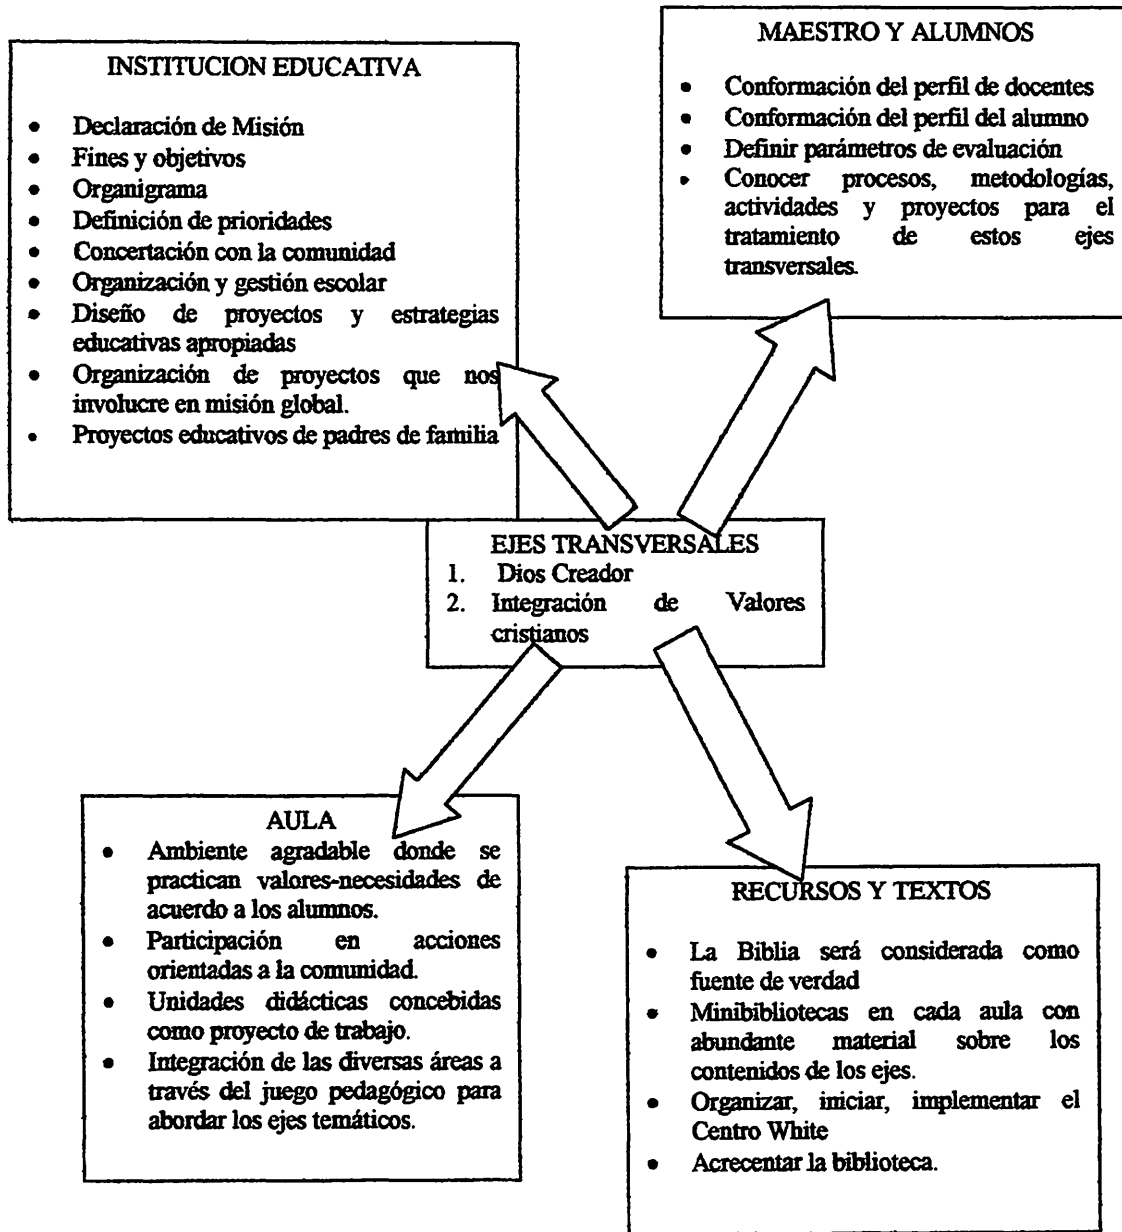 INSTITUCION EDUCATIVA
• Declaración de Misión
• Fines y objetivos
• Organigrama
• Definición de prioridades
• Concertación con la comunidad
• Organización y gestión escolar
• Diseño de proyectos y estrategias
educativas apropiadas
• Organización de proyectos que nos
involucre en misión global.
• Proyectos educativos de padres de familia
MAESTRO Y ALUMNOS
• Conformación del perfil de docentes
• Conformación del perfil del alumno
• Definir parámetros de evaluación
• Conocer procesos, metodologías,
actividades y proyectos para el
tratamiento de estos ejes
transversales.
EJES TRANSVERSALES
1. Dios Creador
2. Integración de Valores
cristianos
AULA
• Ambiente agradable donde se
practican valores-necesidades de
acuerdo a los alumnos.
• Participación en acciones
orientadas a la comunidad.
• Unidades didácticas concebidas
como proyecto de trabajo.
• Integración de las diversas áreas a
través del juego pedagógico para
abordar los ejes temáticos.
RECURSOS Y TEXTOS
• La Biblia será considerada como
fuente de verdad
• Minibibliotecas en cada aula con
abundante material sobre los
contenidos de los ejes.
• Organizar, iniciar, implementar el
Centro White
• Acrecentar la biblioteca.